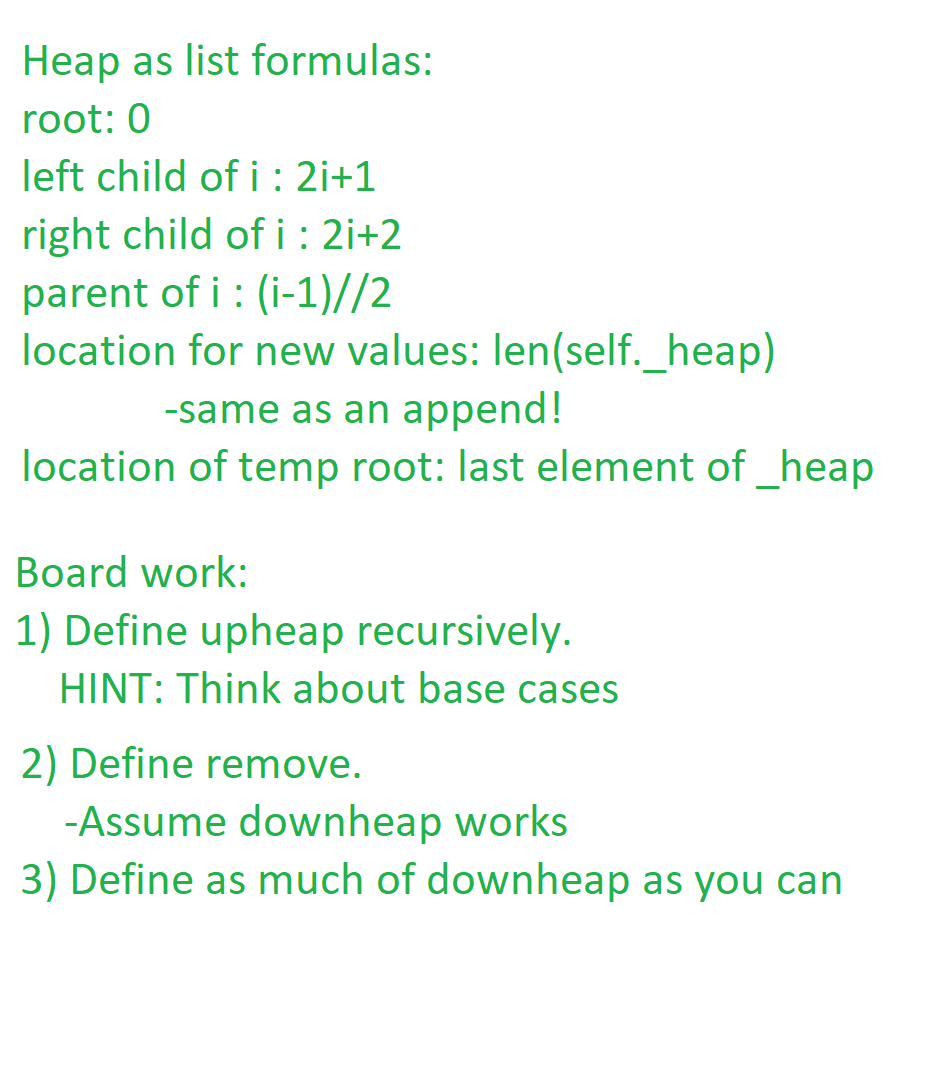 Heap as list formulas:
root: 0
left child of i : 2i+1
right child of i : 2i+2
parent of i : (i-1)//2
location for new values: len(self._heap)
-same as an append!
location of temp root: last element of _heap
Board work:
1) Define upheap recursively.
HINT: Think about base cases
2) Define remove.
-Assume downheap works
3) Define as much of downheap as you can